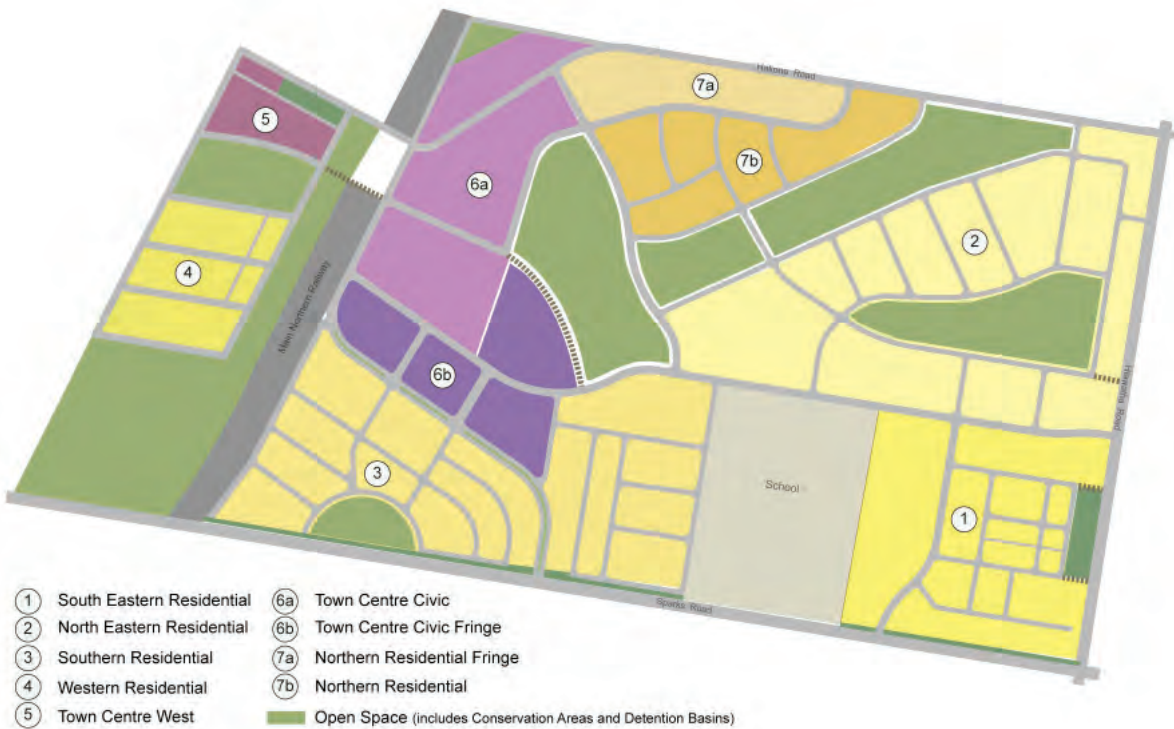 Hakone Road
7a
5
7b
6a
2
4
Main Northern Railway
6b
Hiawatha Road
3
School
1
Sparks Road
1 South Eastern Residential
2 North Eastern Residential
3 Southern Residential
4 Western Residential
5 Town Centre West
6a Town Centre Civic
6b Town Centre Civic Fringe
7a Northern Residential Fringe
7b Northern Residential
Open Space (includes Conservation Areas and Detention Basins)